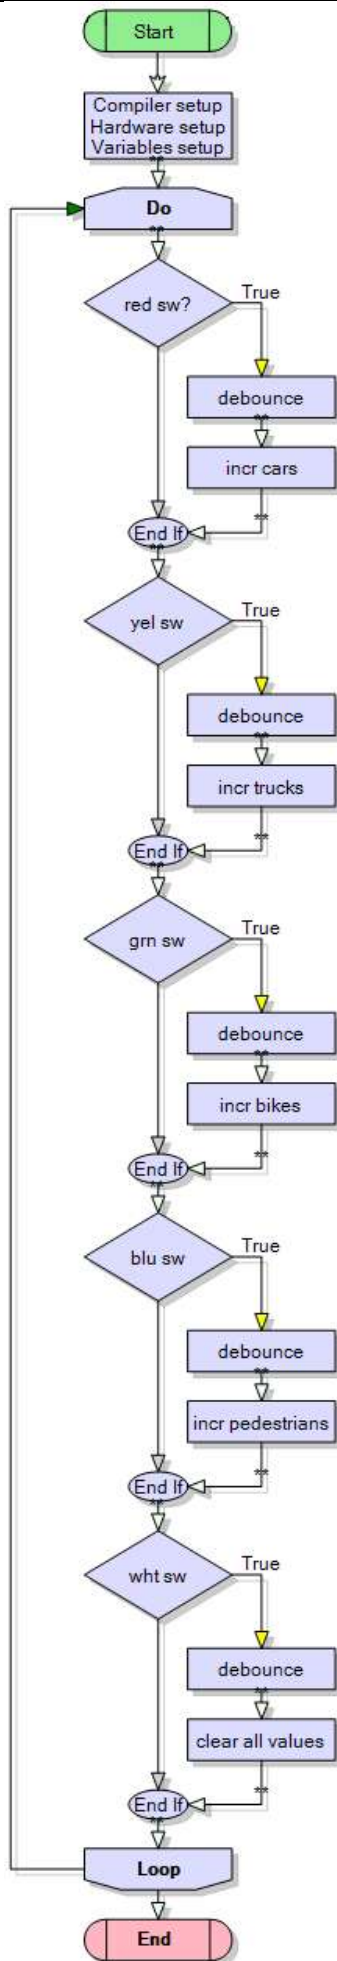 Start
Compiler setup
Hardware setup
Variables setup
Do
red sw?
True
debounce
incr cars
End If
yel sw
True
debounce
incr trucks
End If
grn sw
True
debounce
incr bikes
End If
blu sw
True
debounce
incr pedestrians
End If
wht sw
True
debounce
clear all values
End If
Loop
End